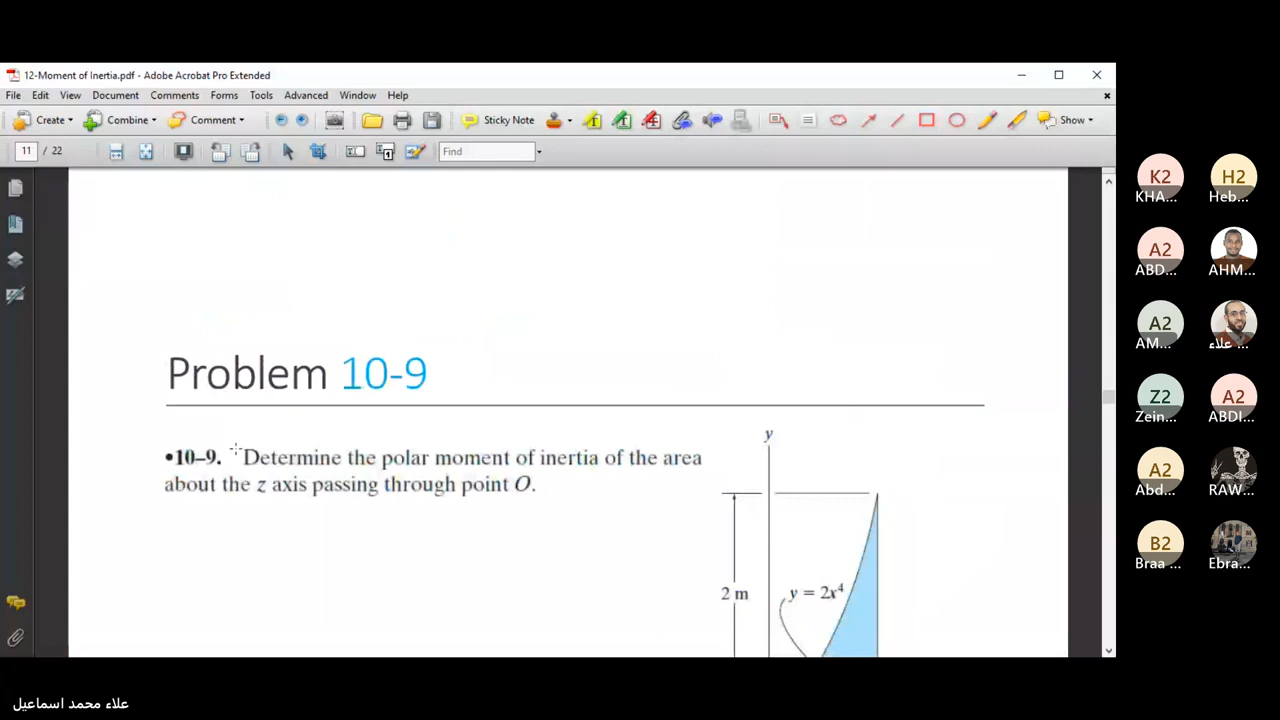 12-Moment of Inertia.pdf - Adobe Acrobat Pro Extended
File Edit View Document Comments Forms Tools Advanced Window Help
Create Combine Comment Sticky Note Show
11 / 22 Find
Problem 10-9
•10–9. Determine the polar moment of inertia of the area
about the z axis passing through point O.
y
2 m
y = 2x⁴
K2 H2
KHA... Heb...
A2
ABD... AHM...
A2
AM... علاء ...
Z2 A2
Zein... ABDI...
A2
Abd... RAW...
B2
Braa ... Ebra...
علاء محمد اسماعيل